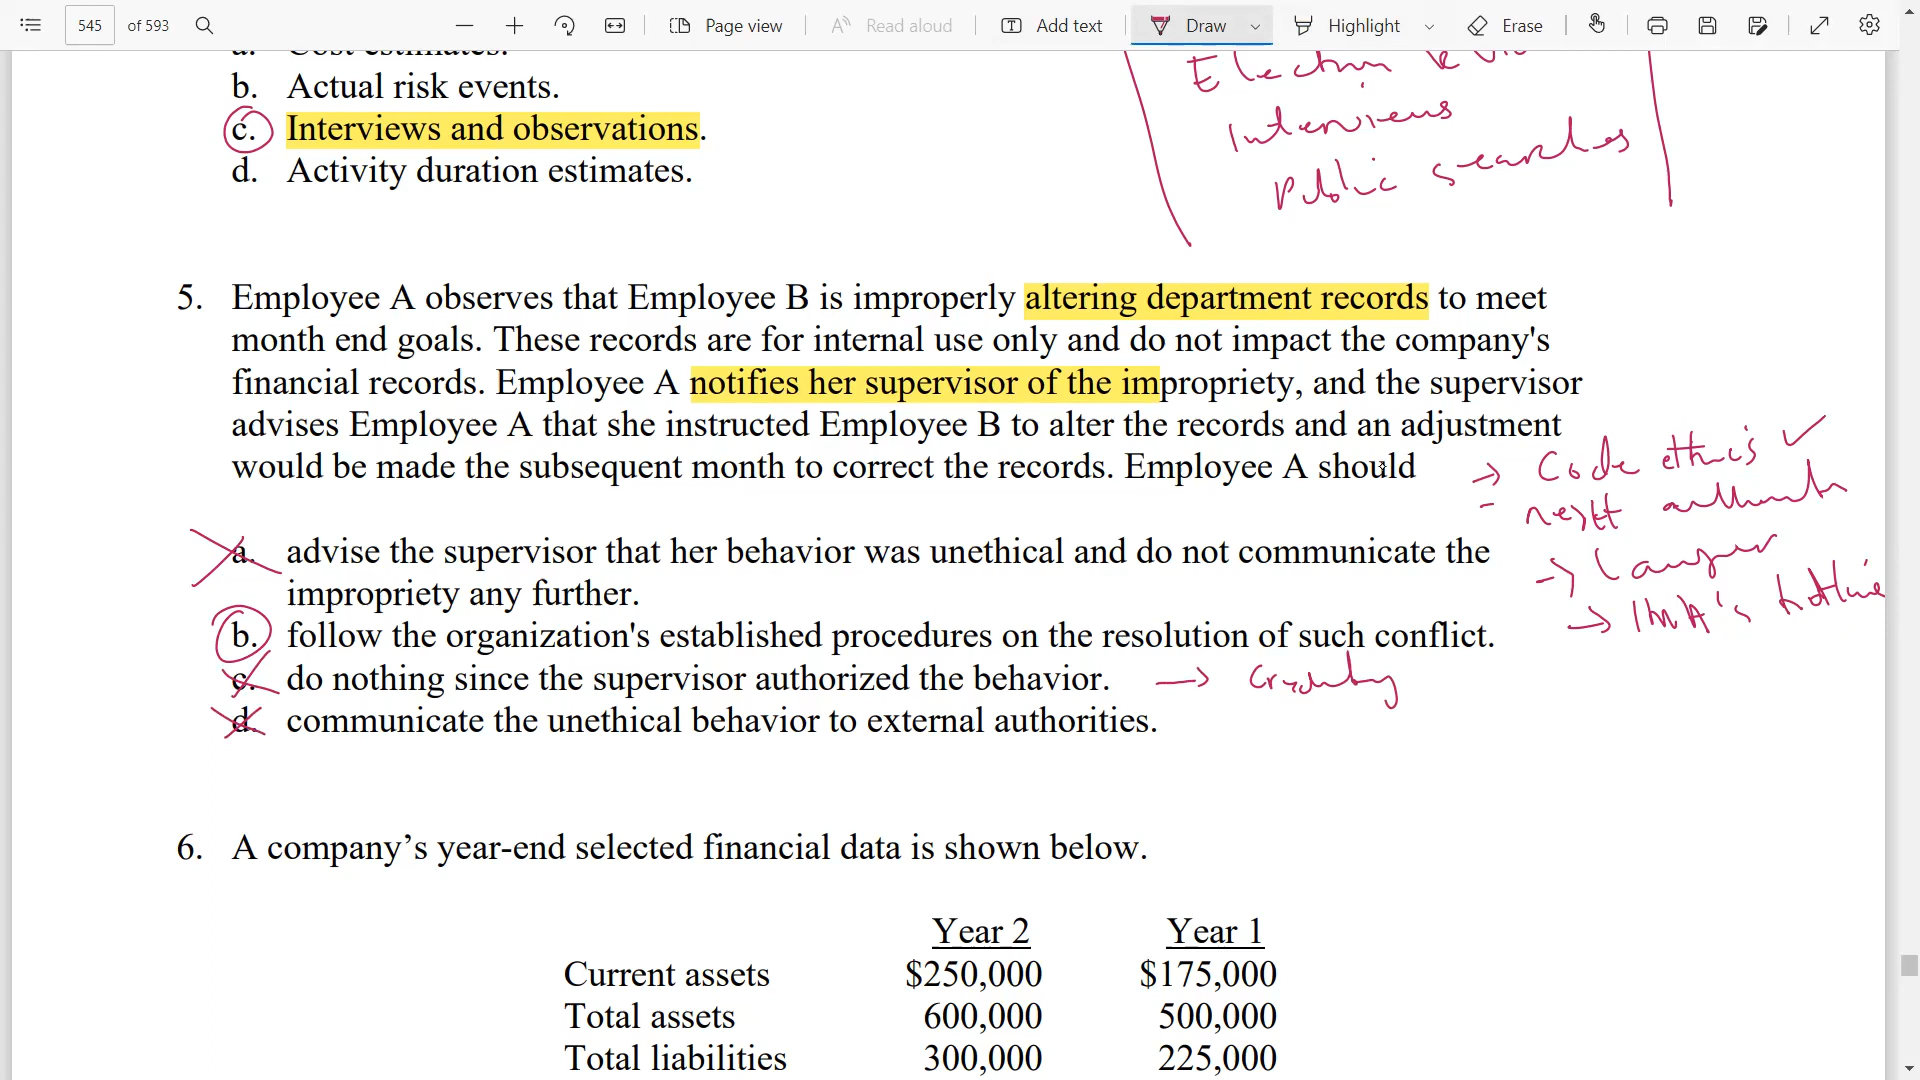 545 of 593 Page view Read aloud Add text Draw Highlight Erase
a. Cost estimates.
b. Actual risk events.
c. Interviews and observations.
d. Activity duration estimates.
Interviews
Public searches
5. Employee A observes that Employee B is improperly altering department records to meet
month end goals. These records are for internal use only and do not impact the company's
financial records. Employee A notifies her supervisor of the impropriety, and the supervisor
advises Employee A that she instructed Employee B to alter the records and an adjustment
would be made the subsequent month to correct the records. Employee A should
→ Code ethics ✓
- next
→ Lawyer
→ IMA's hotline
a. advise the supervisor that her behavior was unethical and do not communicate the
impropriety any further.
b. follow the organization's established procedures on the resolution of such conflict.
c. do nothing since the supervisor authorized the behavior. →
d. communicate the unethical behavior to external authorities.
6. A company’s year-end selected financial data is shown below.
Year 2 Year 1
Current assets $250,000 $175,000
Total assets 600,000 500,000
Total liabilities 300,000 225,000